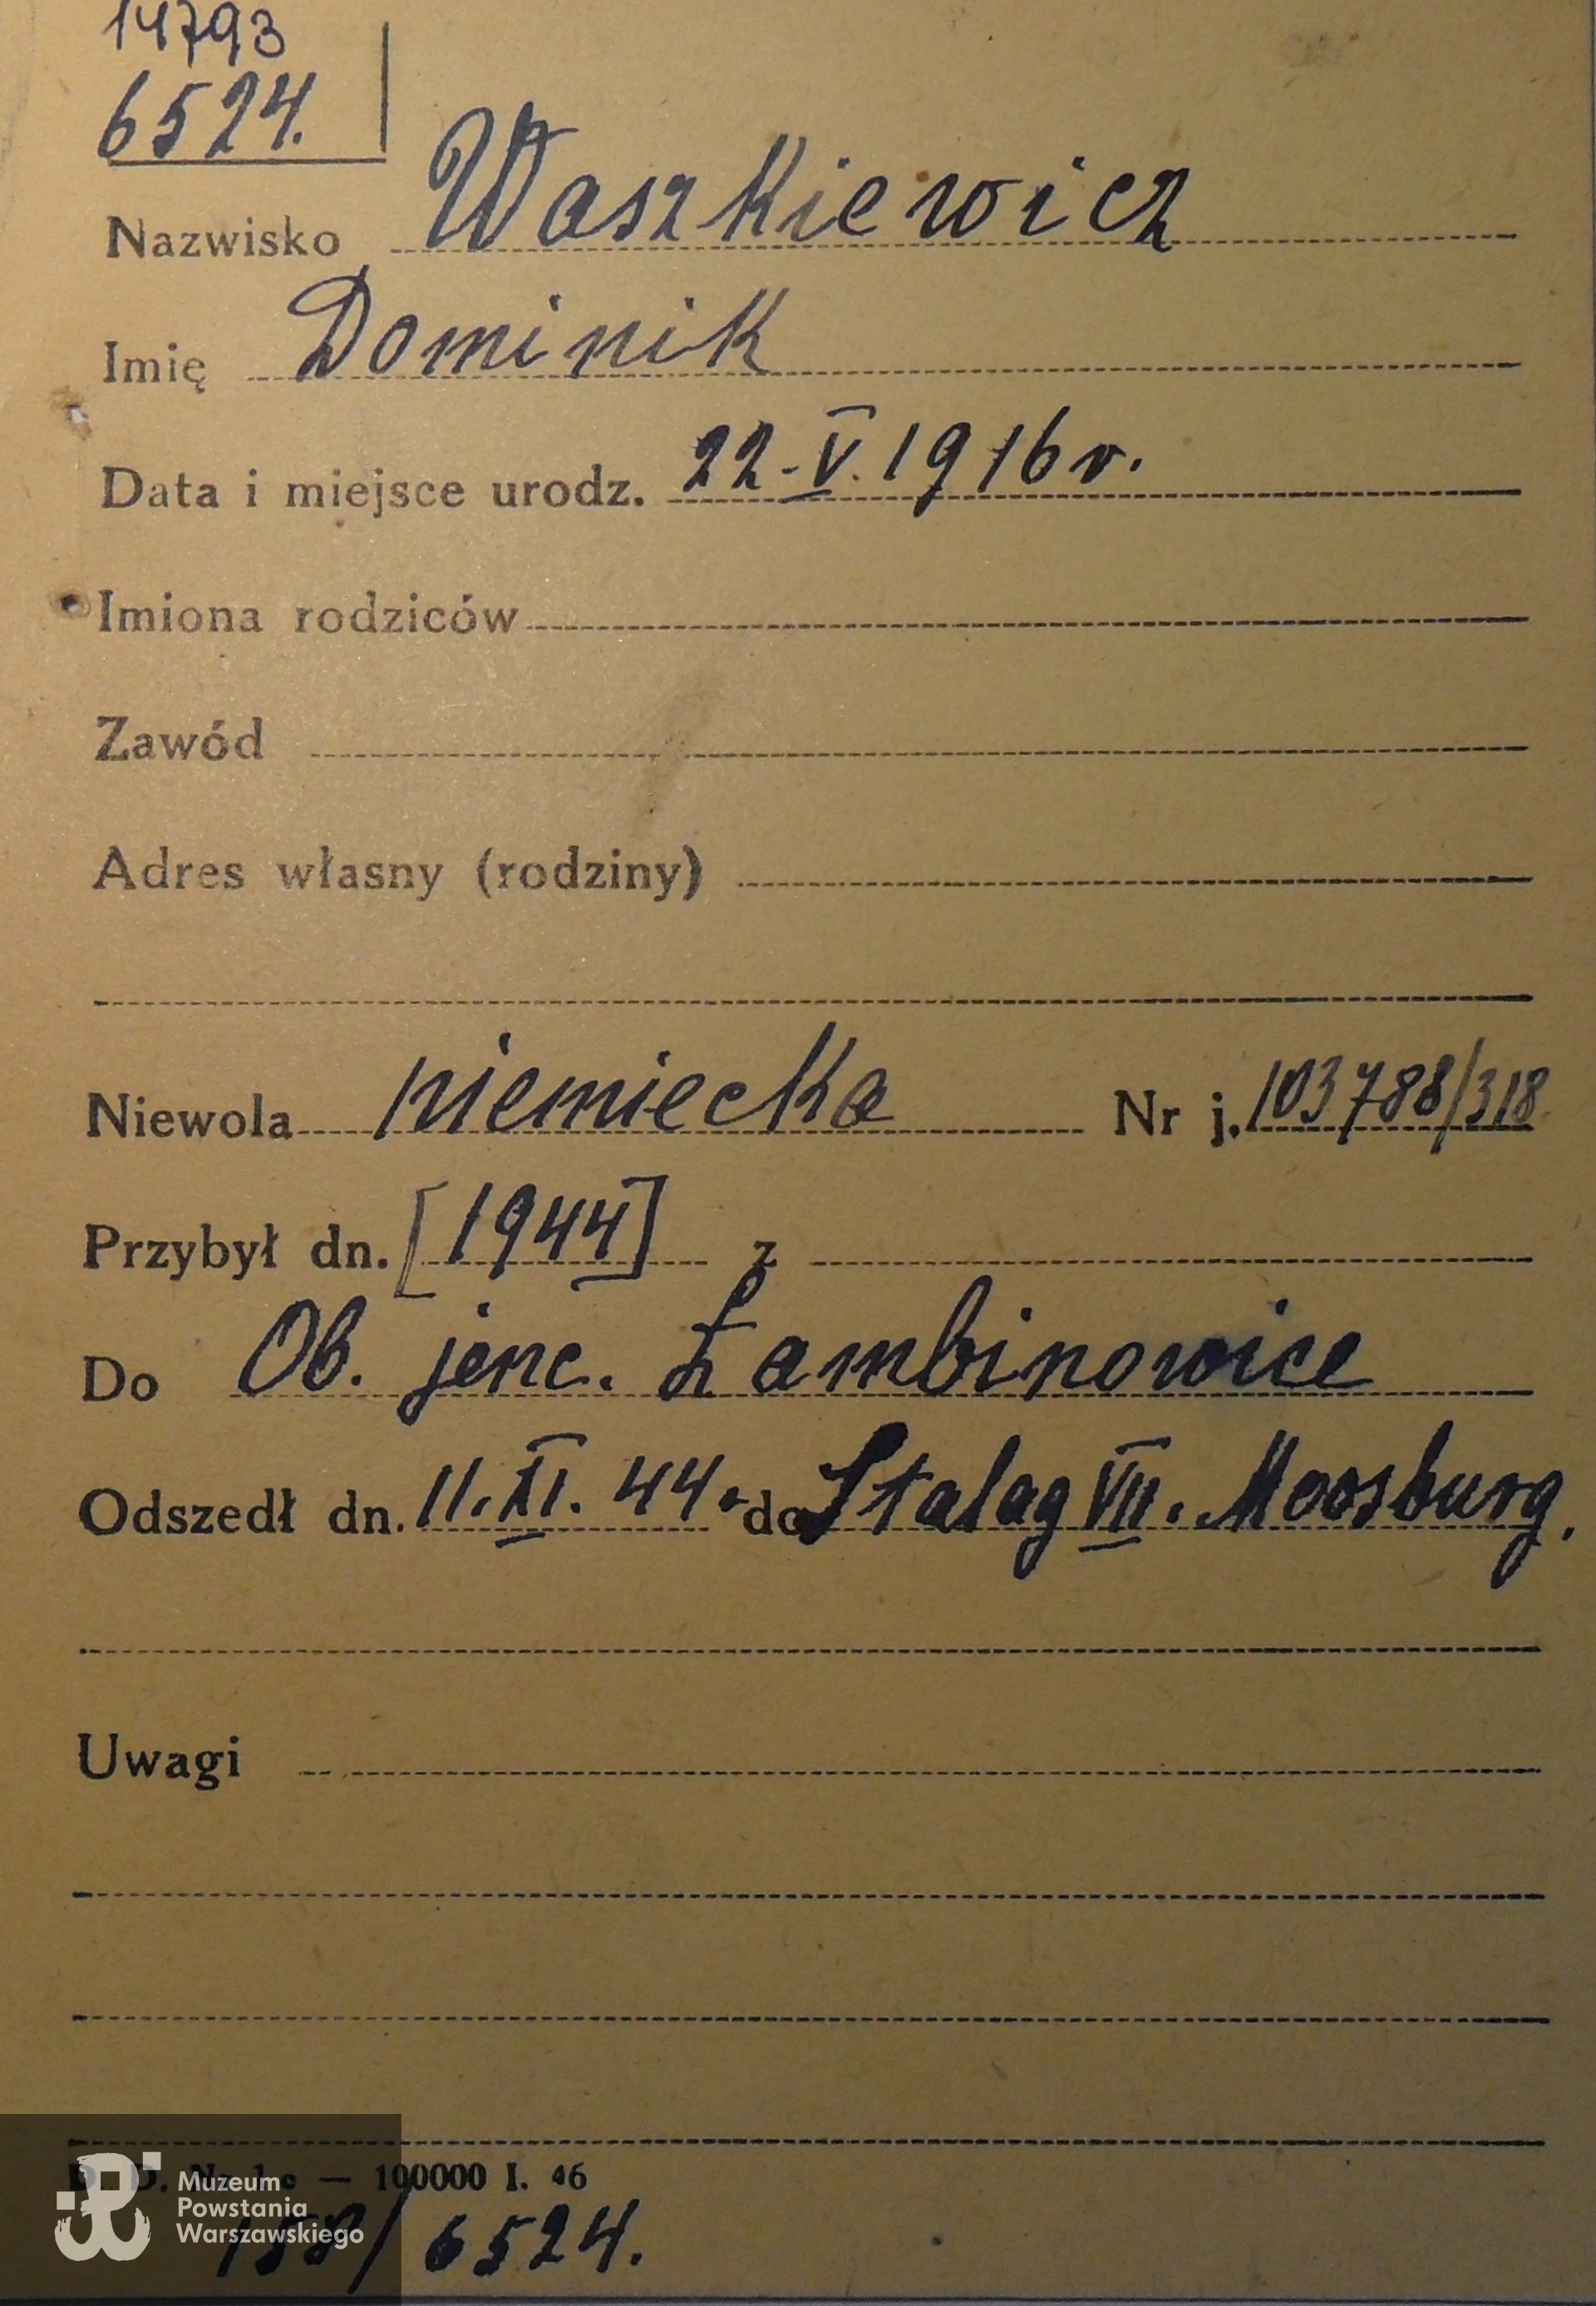 14793
6524.
Nazwisko Waszkiewicz
Imię Dominik
Data i miejsce urodz. 22.V.1916 r.
Imiona rodziców
Zawód
Adres własny (rodziny)
Niewola niemiecka Nr j. 103788/318
Przybył dn. [1944] z
Do Ob. jenc. Łambinowice
Odszedł dn. 11.XI.44. do Stalag VII. Moosburg.
Uwagi
— 100000 I. 46
Muzeum
Powstania
Warszawskiego
/6524.